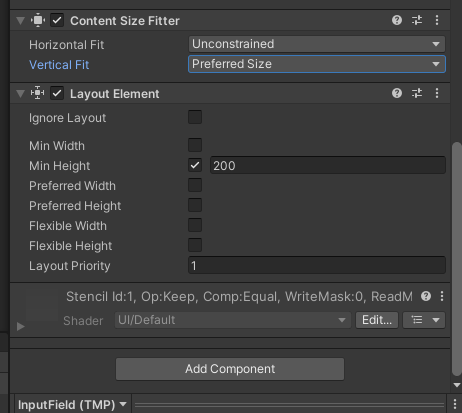 Content Size Fitter
Horizontal Fit Unconstrained
Vertical Fit Preferred Size
Layout Element
Ignore Layout
Min Width
Min Height 200
Preferred Width
Preferred Height
Flexible Width
Flexible Height
Layout Priority 1
Stencil Id:1, Op:Keep, Comp:Equal, WriteMask:0, ReadM
Shader UI/Default Edit...
Add Component
InputField (TMP)